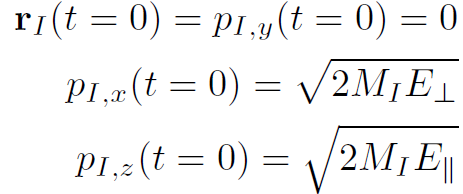 𝐫_I(t = 0) = p_{I,y}(t = 0) = 0
p_{I,x}(t = 0) = √(2M_I E_⊥)
p_{I,z}(t = 0) = √(2M_I E_∥)